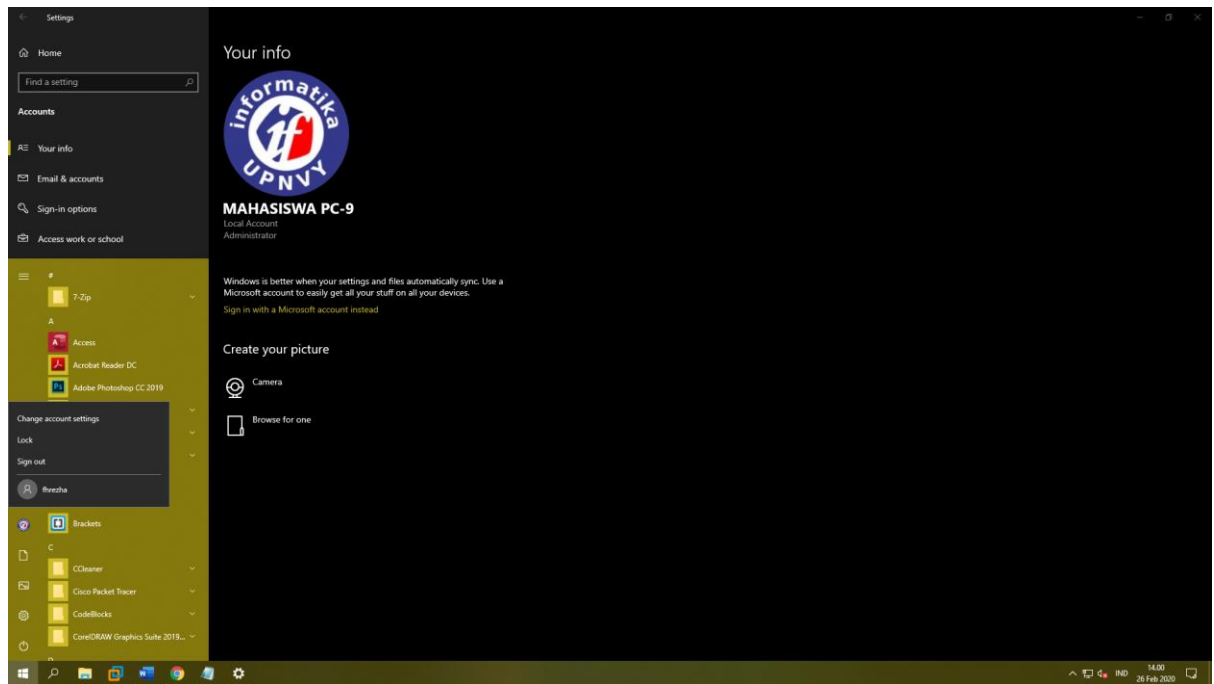 Settings
Home
Find a setting
Accounts
Your info
Email & accounts
Sign-in options
Access work or school
#
7-Zip
A
Access
Acrobat Reader DC
Adobe Photoshop CC 2019
Change account settings
Lock
Sign out
fhrezha
Brackets
C
CCleaner
Cisco Packet Tracer
CodeBlocks
CorelDRAW Graphics Suite 2019...
Your info
informatika
if
UPNVY
MAHASISWA PC-9
Local Account
Administrator
Windows is better when your settings and files automatically sync. Use a
Microsoft account to easily get all your stuff on all your devices.
Sign in with a Microsoft account instead
Create your picture
Camera
Browse for one
IND
14.00
26 Feb 2020